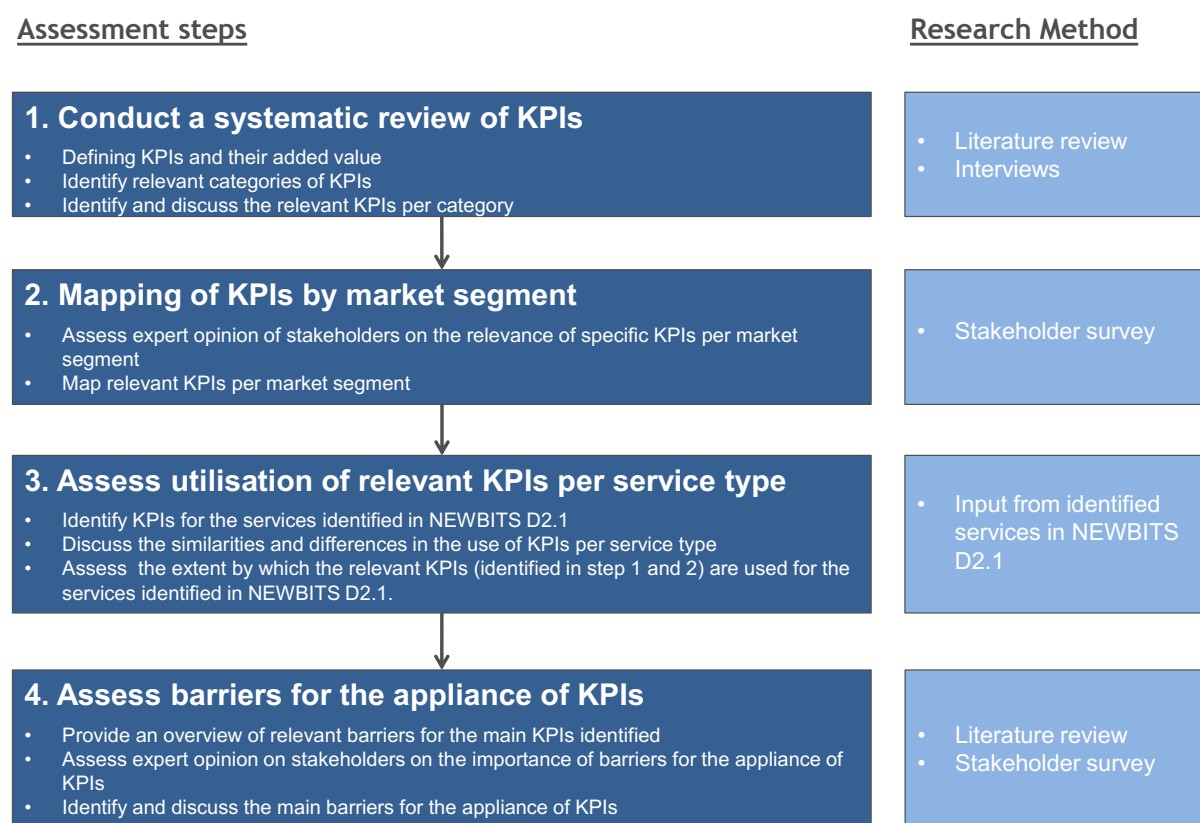 Assessment steps
Research Method
1. Conduct a systematic review of KPIs
• Defining KPIs and their added value
• Identify relevant categories of KPIs
• Identify and discuss the relevant KPIs per category
• Literature review
• Interviews
2. Mapping of KPIs by market segment
• Assess expert opinion of stakeholders on the relevance of specific KPIs per market
segment
• Map relevant KPIs per market segment
• Stakeholder survey
3. Assess utilisation of relevant KPIs per service type
• Identify KPIs for the services identified in NEWBITS D2.1
• Discuss the similarities and differences in the use of KPIs per service type
• Assess the extent by which the relevant KPIs (identified in step 1 and 2) are used for the
services identified in NEWBITS D2.1.
• Input from identified
services in NEWBITS
D2.1
4. Assess barriers for the appliance of KPIs
• Provide an overview of relevant barriers for the main KPIs identified
• Assess expert opinion on stakeholders on the importance of barriers for the appliance of
KPIs
• Identify and discuss the main barriers for the appliance of KPIs
• Literature review
• Stakeholder survey